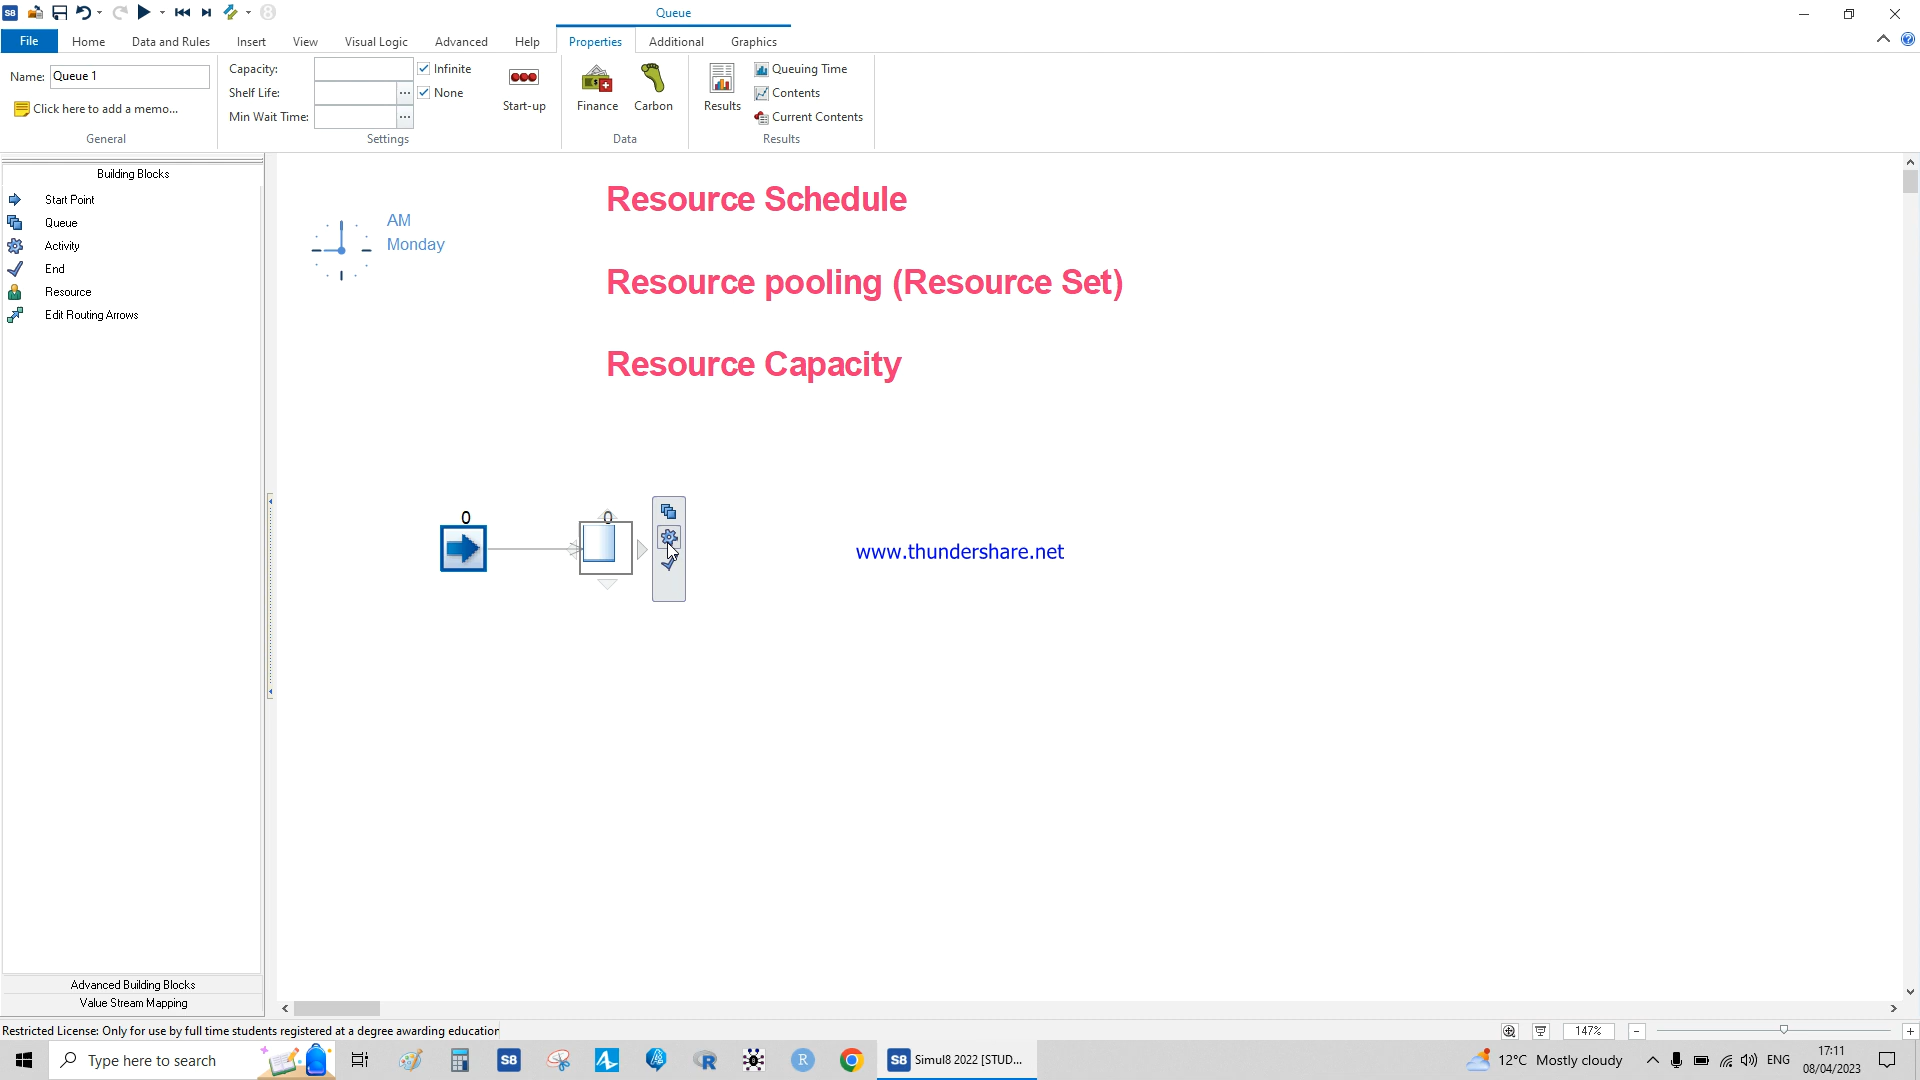 Queue
File Home Data and Rules Insert View Visual Logic Advanced Help Properties Additional Graphics
Name: Queue 1
Click here to add a memo...
General
Capacity: Infinite
Shelf Life: ... None
Min Wait Time: ...
Start-up
Settings
Finance Carbon
Data
Results
Queuing Time
Contents
Current Contents
Results
Building Blocks
Start Point
Queue
Activity
End
Resource
Edit Routing Arrows
Advanced Building Blocks
Value Stream Mapping
AM
Monday
Resource Schedule
Resource pooling (Resource Set)
Resource Capacity
0
0
www.thundershare.net
Restricted License: Only for use by full time students registered at a degree awarding education
147%
Type here to search
S8
S8 Simul8 2022 [STUD...
12°C Mostly cloudy
ENG
17:11
08/04/2023